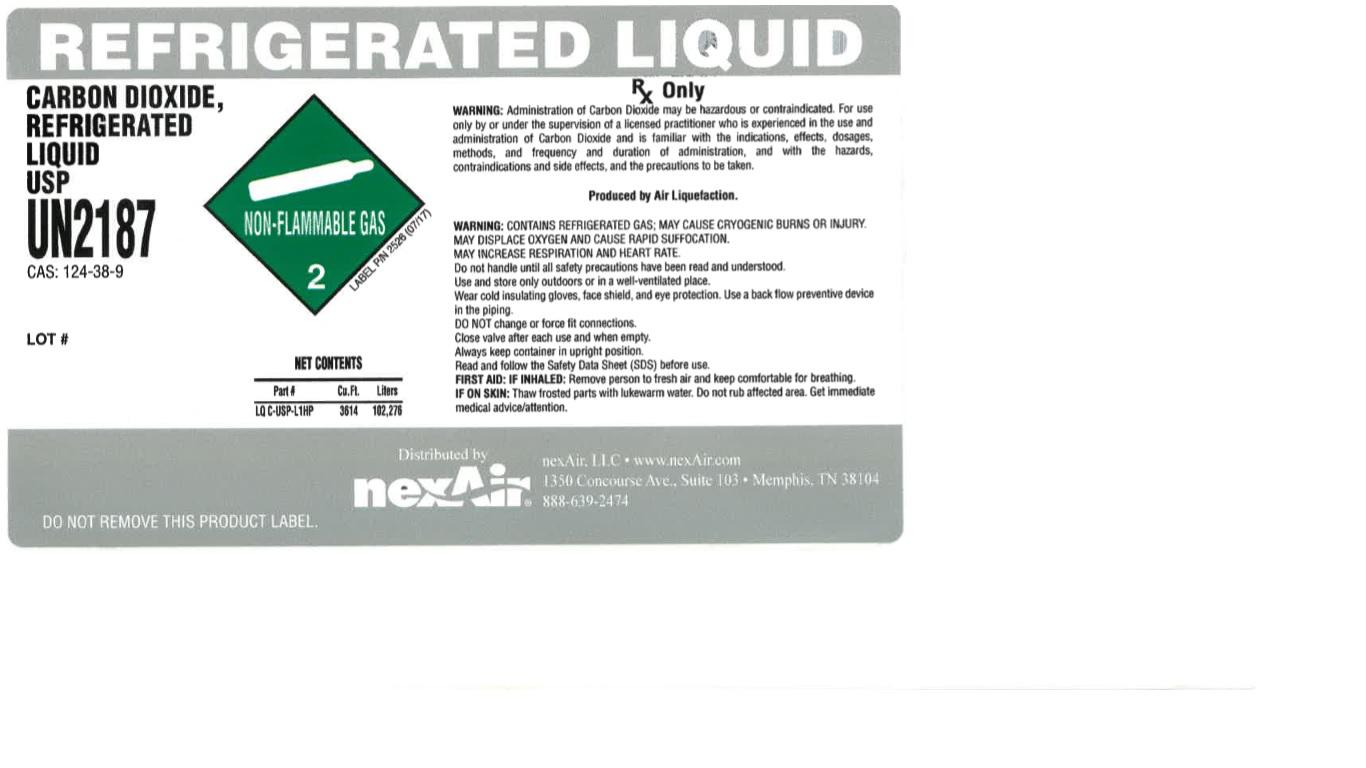 REFRIGERATED LIQUID
CARBON DIOXIDE,
REFRIGERATED
LIQUID
USP
UN2187
CAS: 124-38-9
LOT #
NON-FLAMMABLE GAS
2
LABEL P/N 2526 (07/17)
NET CONTENTS
Part # Cu.Ft. Liters
LQ C-USP-L1HP 3614 102,276
Rx Only
WARNING: Administration of Carbon Dioxide may be hazardous or contraindicated. For use
only by or under the supervision of a licensed practitioner who is experienced in the use and
administration of Carbon Dioxide and is familiar with the indications, effects, dosages,
methods, and frequency and duration of administration, and with the hazards,
contraindications and side effects, and the precautions to be taken.
Produced by Air Liquefaction.
WARNING: CONTAINS REFRIGERATED GAS; MAY CAUSE CRYOGENIC BURNS OR INJURY.
MAY DISPLACE OXYGEN AND CAUSE RAPID SUFFOCATION.
MAY INCREASE RESPIRATION AND HEART RATE.
Do not handle until all safety precautions have been read and understood.
Use and store only outdoors or in a well-ventilated place.
Wear cold insulating gloves, face shield, and eye protection. Use a back flow preventive device
in the piping.
DO NOT change or force fit connections.
Close valve after each use and when empty.
Always keep container in upright position.
Read and follow the Safety Data Sheet (SDS) before use.
FIRST AID: IF INHALED: Remove person to fresh air and keep comfortable for breathing.
IF ON SKIN: Thaw frosted parts with lukewarm water. Do not rub affected area. Get immediate
medical advice/attention.
Distributed by
nexAir®
nexAir, LLC • www.nexAir.com
1350 Concourse Ave., Suite 103 • Memphis, TN 38104
888-639-2474
DO NOT REMOVE THIS PRODUCT LABEL.